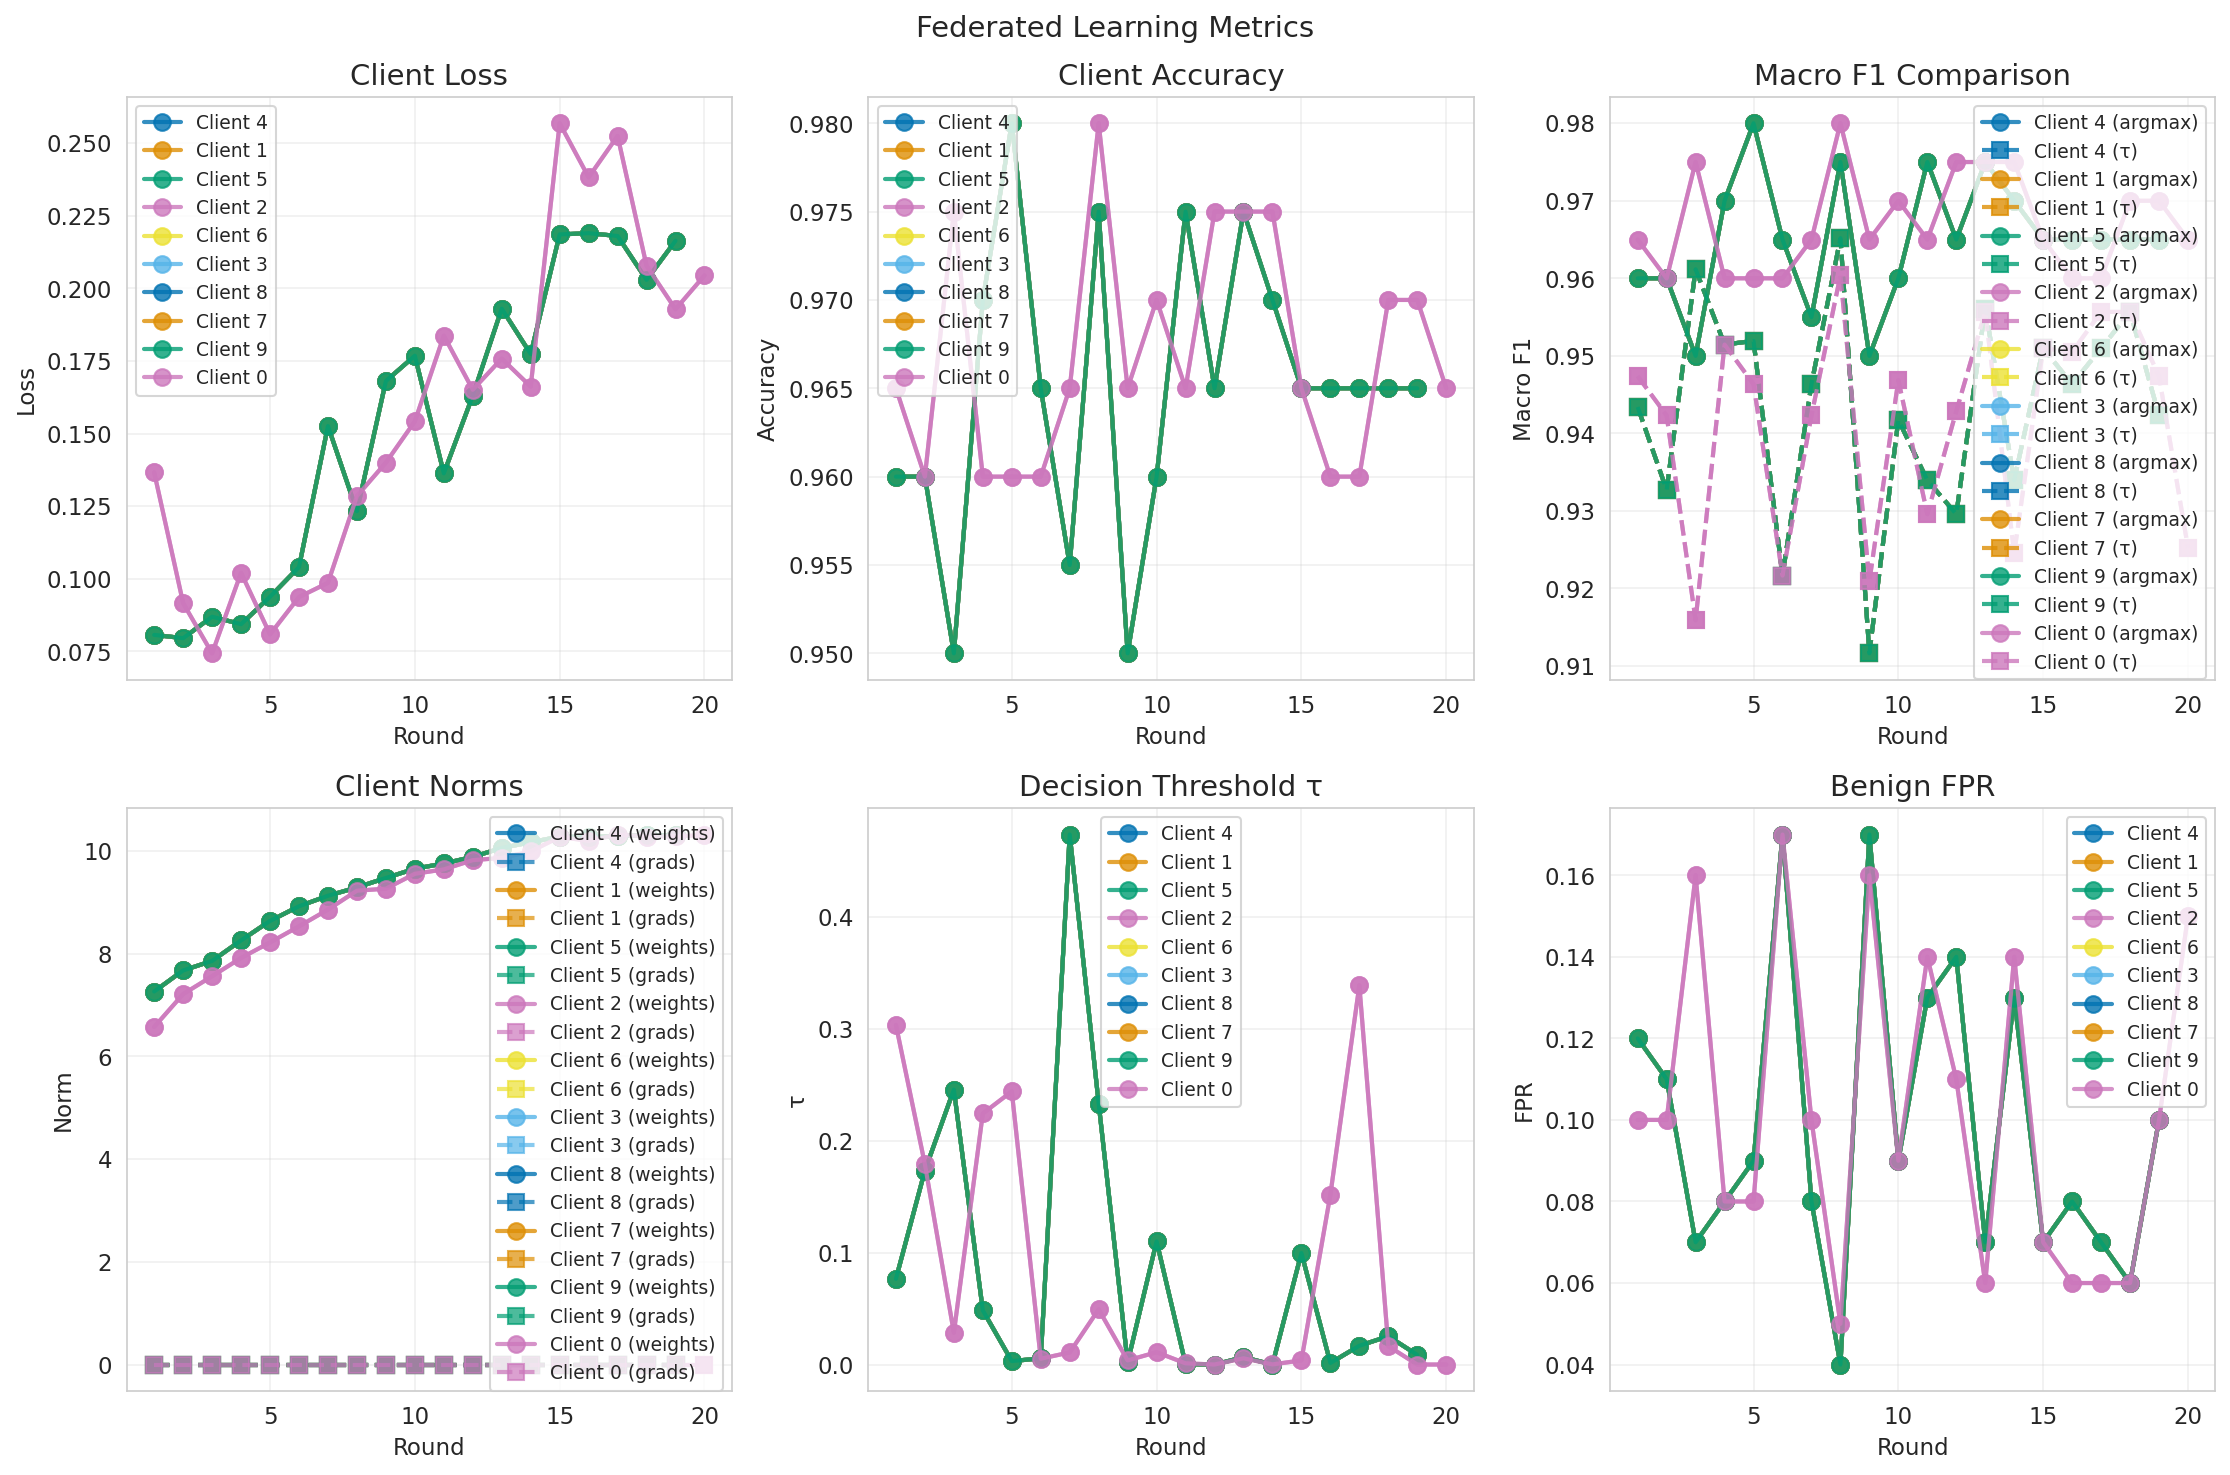 Federated Learning Metrics
Client Loss
0.250
0.225
0.200
0.175
0.150
0.125
0.100
0.075
Loss
5 10 15 20
Round
Client 4
Client 1
Client 5
Client 2
Client 6
Client 3
Client 8
Client 7
Client 9
Client 0
Client Accuracy
0.980
0.975
0.970
0.965
0.960
0.955
0.950
Accuracy
5 10 15 20
Round
Client 4
Client 1
Client 5
Client 2
Client 6
Client 3
Client 8
Client 7
Client 9
Client 0
Macro F1 Comparison
0.98
0.97
0.96
0.95
0.94
0.93
0.92
0.91
Macro F1
5 10 15 20
Round
Client 4 (argmax)
Client 4 (τ)
Client 1 (argmax)
Client 1 (τ)
Client 5 (argmax)
Client 5 (τ)
Client 2 (argmax)
Client 2 (τ)
Client 6 (argmax)
Client 6 (τ)
Client 3 (argmax)
Client 3 (τ)
Client 8 (argmax)
Client 8 (τ)
Client 7 (argmax)
Client 7 (τ)
Client 9 (argmax)
Client 9 (τ)
Client 0 (argmax)
Client 0 (τ)
Client Norms
10
8
6
4
2
0
Norm
5 10 15 20
Round
Client 4 (weights)
Client 4 (grads)
Client 1 (weights)
Client 1 (grads)
Client 5 (weights)
Client 5 (grads)
Client 2 (weights)
Client 2 (grads)
Client 6 (weights)
Client 6 (grads)
Client 3 (weights)
Client 3 (grads)
Client 8 (weights)
Client 8 (grads)
Client 7 (weights)
Client 7 (grads)
Client 9 (weights)
Client 9 (grads)
Client 0 (weights)
Client 0 (grads)
Decision Threshold τ
0.4
0.3
0.2
0.1
0.0
τ
5 10 15 20
Round
Client 4
Client 1
Client 5
Client 2
Client 6
Client 3
Client 8
Client 7
Client 9
Client 0
Benign FPR
0.16
0.14
0.12
0.10
0.08
0.06
0.04
FPR
5 10 15 20
Round
Client 4
Client 1
Client 5
Client 2
Client 6
Client 3
Client 8
Client 7
Client 9
Client 0